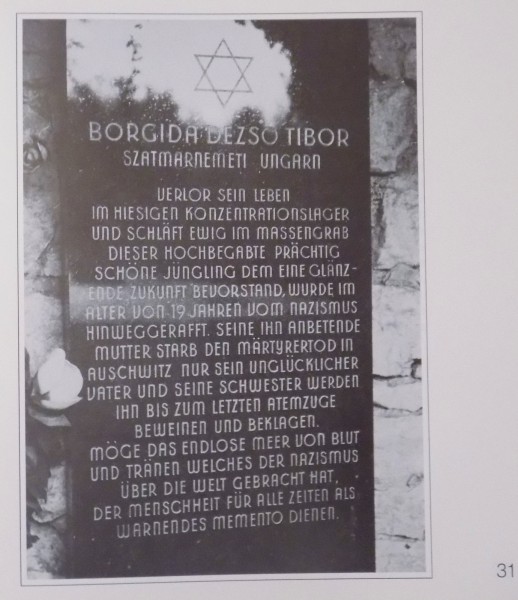 BORGIDA DEZSÖ TIBOR
SZATMÁRNEMETI UNGARN
VERLOR SEIN LEBEN
IM HIESIGEN KONZENTRATIONSLAGER
UND SCHLÄFT EWIG IM MASSENGRAB
DIESER HOCHBEGABTE PRÄCHTIG
SCHÖNE JÜNGLING DEM EINE GLÄNZ-
ENDE ZUKUNFT BEVORSTAND, WURDE IM
ALTER VON 19 JAHREN VOM NAZISMUS
HINWEGGERAFFT. SEINE IHN ANBETENDE
MUTTER STARB DEN MÄRTYRERTOD IN
AUSCHWITZ NUR SEIN UNGLÜCKLICHER
VATER UND SEINE SCHWESTER WERDEN
IHN BIS ZUM LETZTEN ATEMZUGE
BEWEINEN UND BEKLAGEN.
MÖGE DAS ENDLOSE MEER VON BLUT
UND TRÄNEN WELCHES DER NAZISMUS
ÜBER DIE WELT GEBRACHT HAT,
DER MENSCHHEIT FÜR ALLE ZEITEN ALS
WARNENDES MEMENTO DIENEN.
31